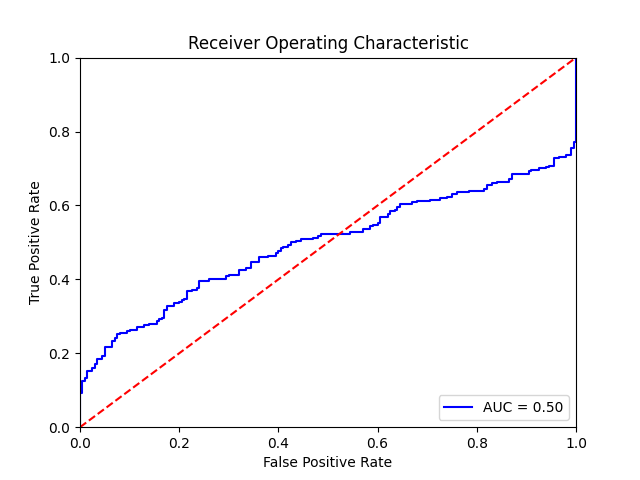 Receiver Operating Characteristic
1.0
0.8
0.6
0.4
0.2
0.0
True Positive Rate
AUC = 0.50
0.0 0.2 0.4 0.6 0.8 1.0
False Positive Rate